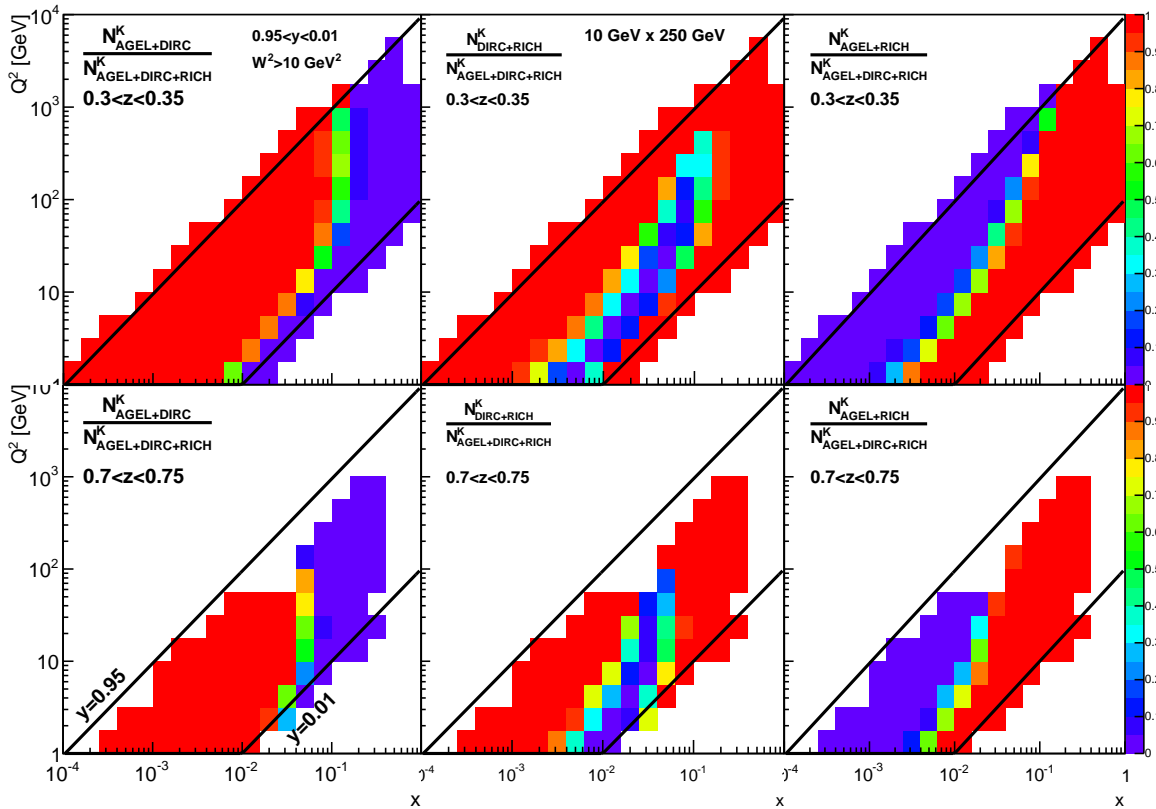 10⁴
10³
10²
10
Q² [GeV]
N^K_AGEL+DIRC
N^K_AGEL+DIRC+RICH
0.3<z<0.35
0.95<y<0.01
W²>10 GeV²
N^K_DIRC+RICH
N^K_AGEL+DIRC+RICH
0.3<z<0.35
10 GeV x 250 GeV
N^K_AGEL+RICH
N^K_AGEL+DIRC+RICH
0.3<z<0.35
1
10³
10²
10
1
Q² [GeV]
N^K_AGEL+DIRC
N^K_AGEL+DIRC+RICH
0.7<z<0.75
y=0.95
y=0.01
N^K_DIRC+RICH
N^K_AGEL+DIRC+RICH
0.7<z<0.75
N^K_AGEL+RICH
N^K_AGEL+DIRC+RICH
0.7<z<0.75
0
10⁻⁴ 10⁻³ 10⁻² 10⁻¹
10⁻³ 10⁻² 10⁻¹
10⁻³ 10⁻² 10⁻¹ 1
x x x